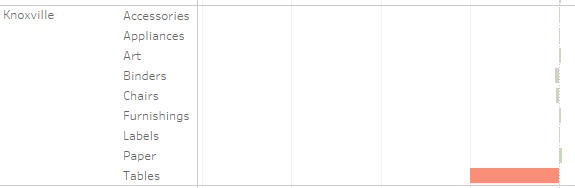 Knoxville Accessories
Appliances
Art
Binders
Chairs
Furnishings
Labels
Paper
Tables